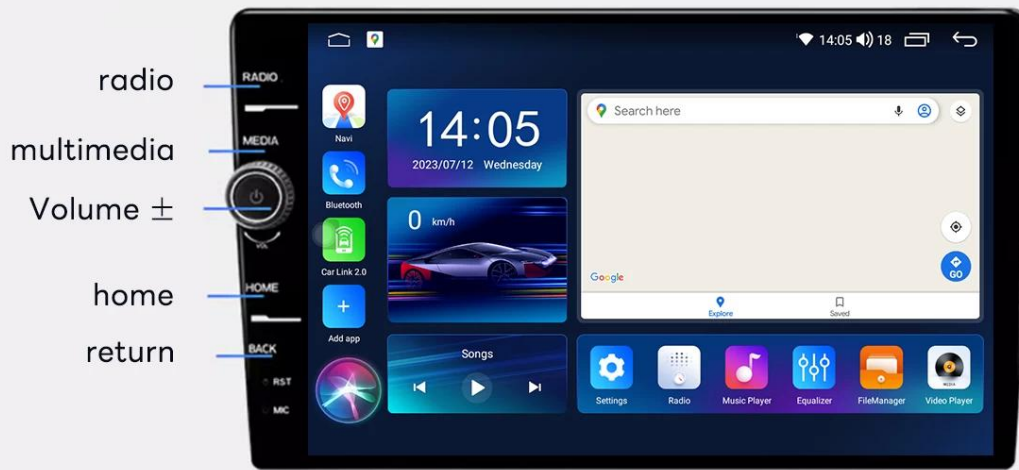 14:05 18
radio
RADIO
multimedia
MEDIA
Volume ±
VOL
home
HOME
return
BACK
RST
MIC
Navi
Bluetooth
Car Link 2.0
Add app
14:05
2023/07/12 Wednesday
0 km/h
Songs
Search here
Google
GO
Explore
Saved
Settings
Radio
Music Player
Equalizer
FileManager
MEDIA
Video Player